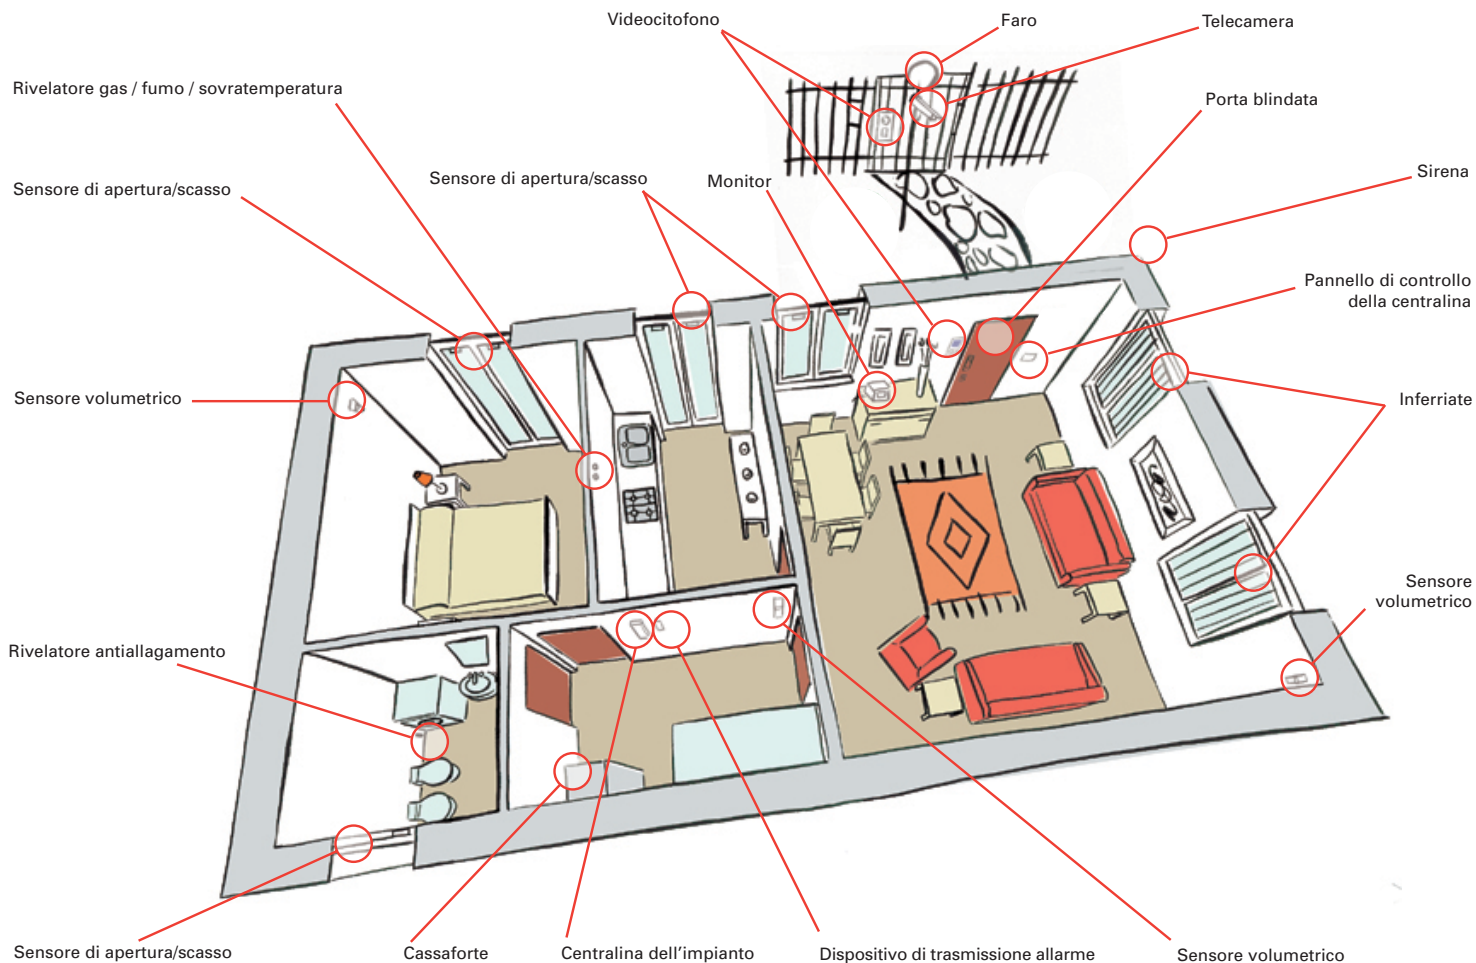 Videocitofono
Faro
Telecamera
Rivelatore gas / fumo / sovratemperatura
Porta blindata
Sensore di apertura/scasso
Sensore di apertura/scasso
Monitor
Sirena
Pannello di controllo
della centralina
Sensore volumetrico
Inferriate
Sensore
volumetrico
Rivelatore antiallagamento
Sensore di apertura/scasso
Cassaforte
Centralina dell'impianto
Dispositivo di trasmissione allarme
Sensore volumetrico